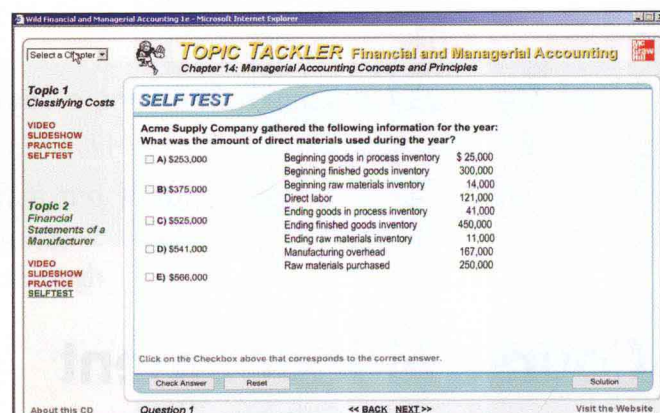 Wild Financial and Managerial Accounting 1e - Microsoft Internet Explorer
Select a Chapter
TOPIC TACKLER Financial and Managerial Accounting
Chapter 14: Managerial Accounting Concepts and Principles
Mc Graw Hill
Topic 1
Classifying Costs
VIDEO
SLIDESHOW
PRACTICE
SELFTEST
Topic 2
Financial
Statements of a
Manufacturer
VIDEO
SLIDESHOW
PRACTICE
SELFTEST
SELF TEST
Acme Supply Company gathered the following information for the year:
What was the amount of direct materials used during the year?
A) $253,000
B) $375,000
C) $525,000
D) $541,000
E) $566,000
Beginning goods in process inventory $ 25,000
Beginning finished goods inventory 300,000
Beginning raw materials inventory 14,000
Direct labor 121,000
Ending goods in process inventory 41,000
Ending finished goods inventory 450,000
Ending raw materials inventory 11,000
Manufacturing overhead 167,000
Raw materials purchased 250,000
Click on the Checkbox above that corresponds to the correct answer.
Check Answer Reset Solution
About this CD Question 1 << BACK NEXT >> Visit the Website